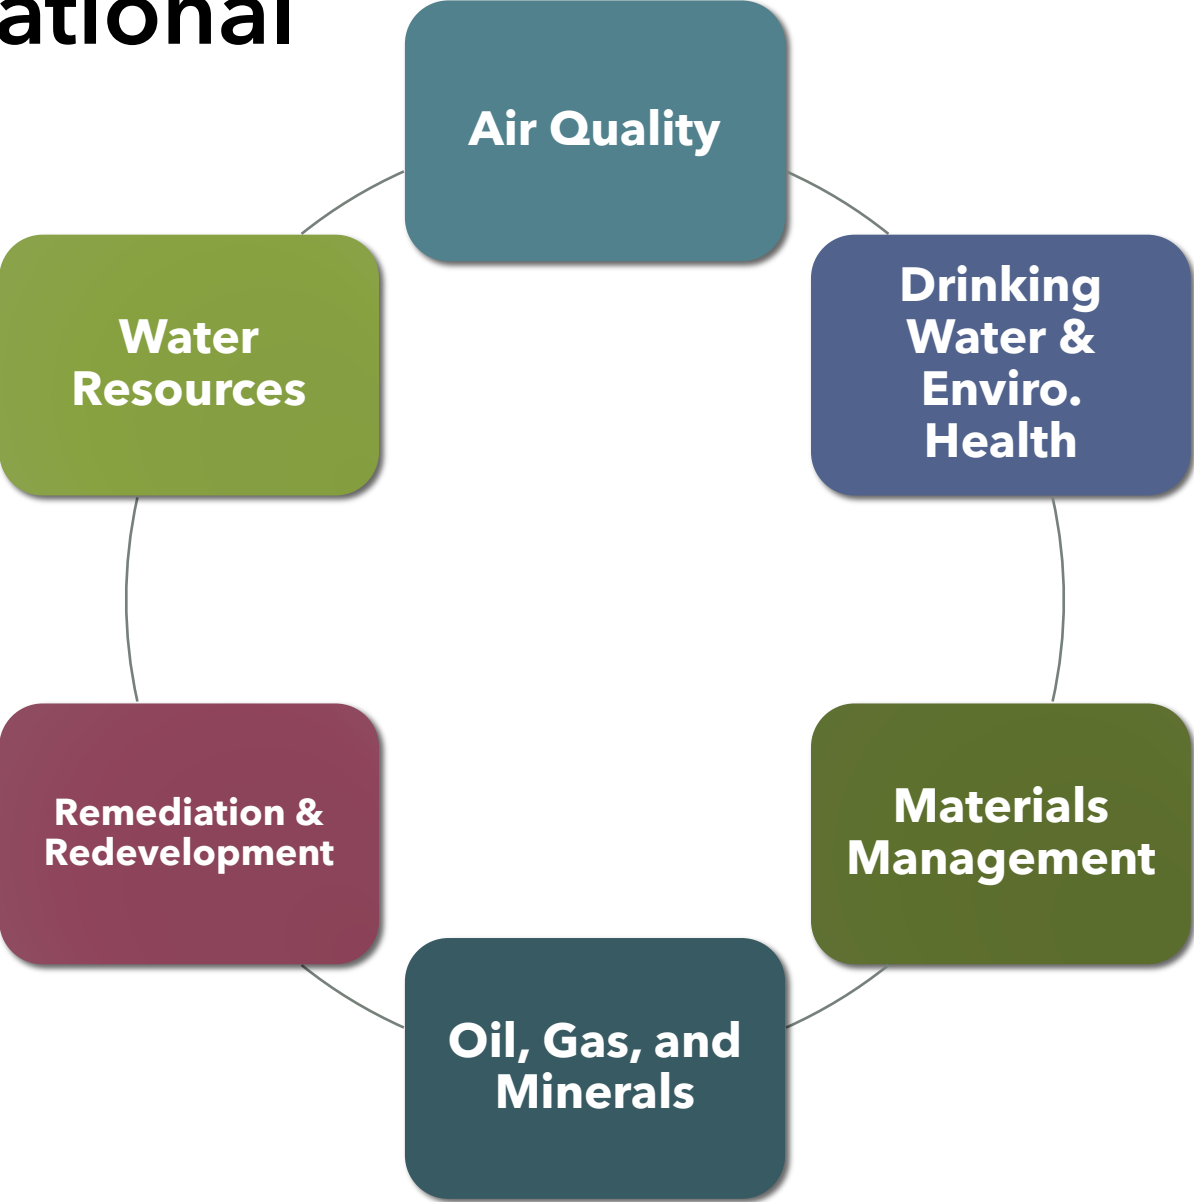 ational
Air Quality
Drinking
Water &
Enviro.
Health
Materials
Management
Oil, Gas, and
Minerals
Remediation &
Redevelopment
Water
Resources